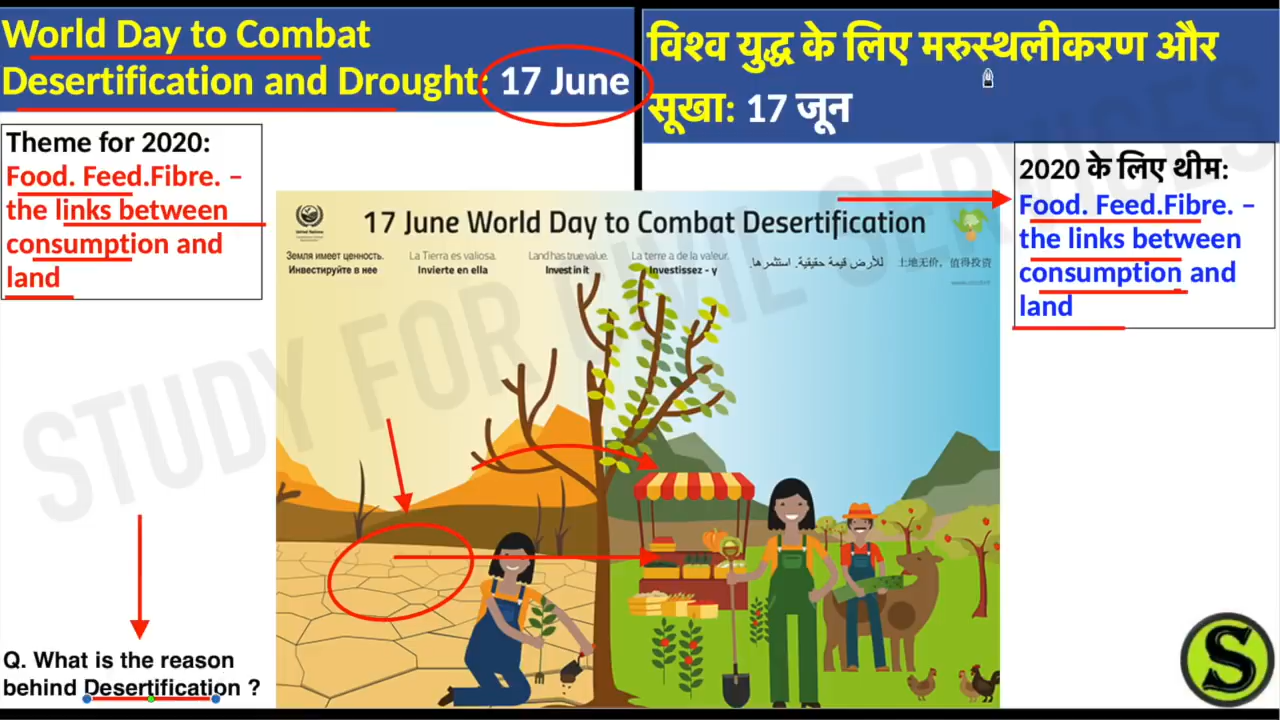 World Day to Combat
Desertification and Drought: 17 June
विश्व युद्ध के लिए मरुस्थलीकरण और
सूखा: 17 जून
Theme for 2020:
Food. Feed.Fibre. –
the links between
consumption and
land
2020 के लिए थीम:
Food. Feed.Fibre. –
the links between
consumption and
land
17 June World Day to Combat Desertification
United Nations
Земля имеет ценность.
Инвестируйте в нее
La Tierra es valiosa.
Invierte en ella
Land has true value.
Invest in it
La terre a de la valeur.
Investissez - y
للأرض قيمة حقيقية. استثمرها.
土地无价，值得投资
STUDY FOR CIVIL SERVICES
Q. What is the reason
behind Desertification ?
S